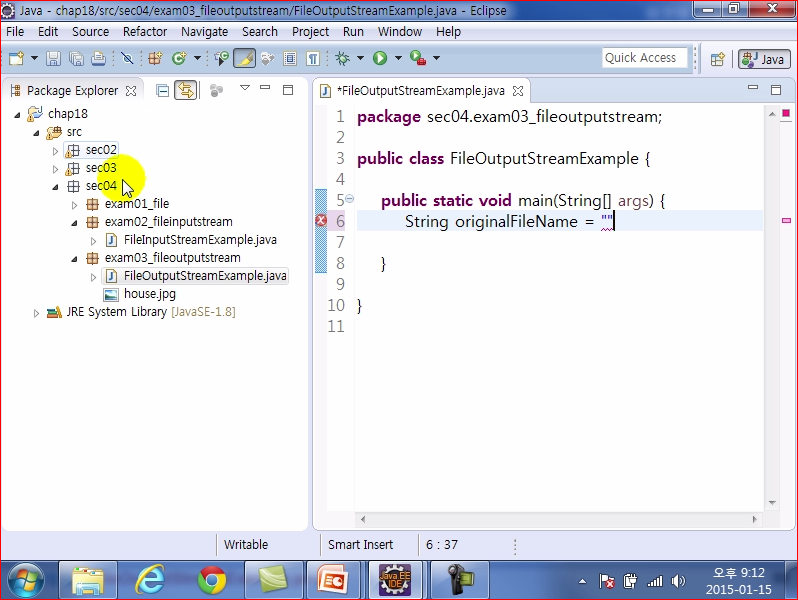 Java - chap18/src/sec04/exam03_fileoutputstream/FileOutputStreamExample.java - Eclipse
File Edit Source Refactor Navigate Search Project Run Window Help
Quick Access
Java
Package Explorer
chap18
src
sec02
sec03
sec04
exam01_file
exam02_fileinputstream
FileInputStreamExample.java
exam03_fileoutputstream
FileOutputStreamExample.java
house.jpg
JRE System Library [JavaSE-1.8]
*FileOutputStreamExample.java
1 package sec04.exam03_fileoutputstream;
2
3 public class FileOutputStreamExample {
4
5 public static void main(String[] args) {
6 String originalFileName = ""
7
8 }
9
10 }
11
Writable Smart Insert 6 : 37
Java EE
IDE
오후 9:12
2015-01-15